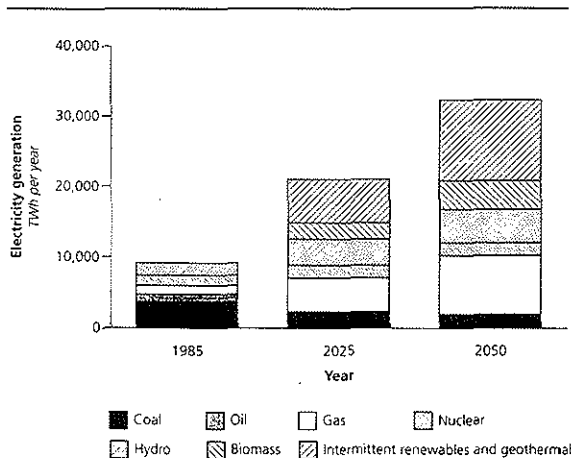 40,000
30,000
20,000
10,000
0
Electricity generation
TWh per year
1985 2025 2050
Year
Coal Oil Gas Nuclear
Hydro Biomass Intermittent renewables and geothermal